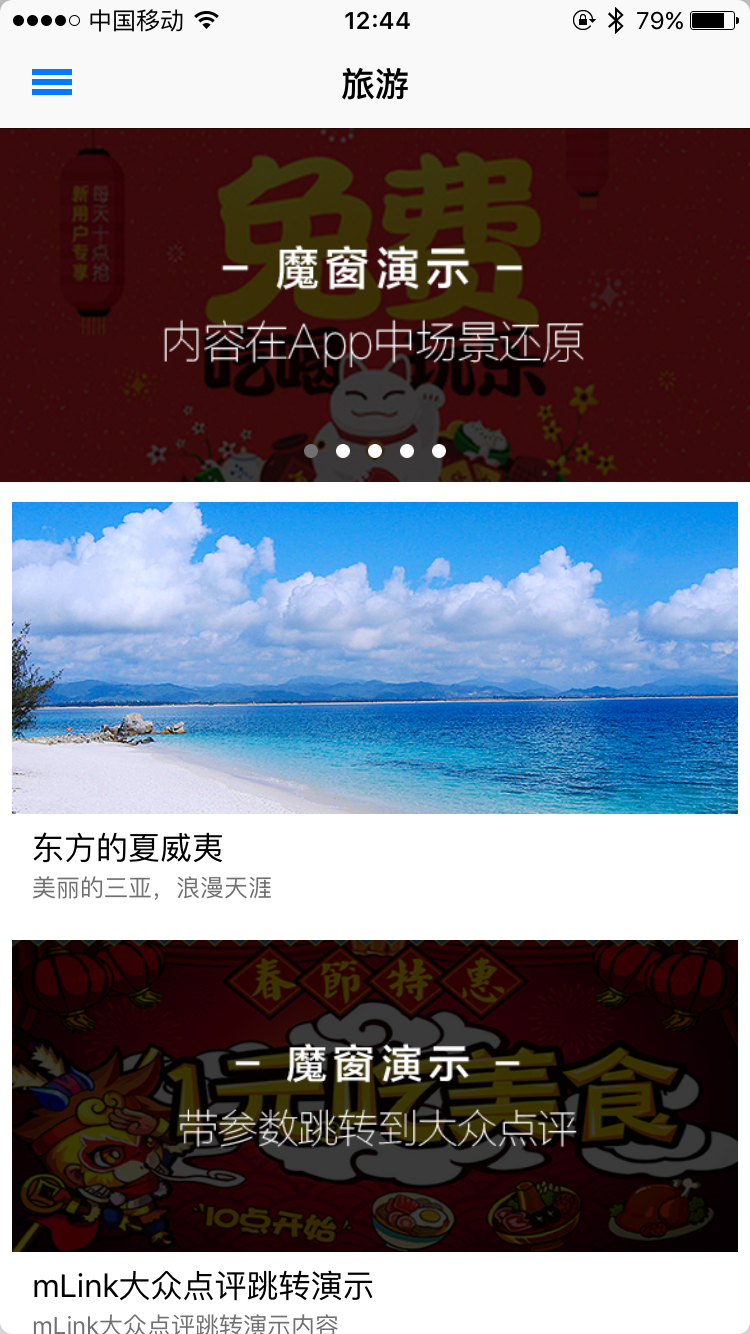 中国移动
12:44
79%
旅游
免费
每天十点抢
新用户专享
– 魔窗演示 –
内容在App中场景还原
吃喝玩乐
东方的夏威夷
美丽的三亚，浪漫天涯
春節特惠
1元吃美食
– 魔窗演示 –
带参数跳转到大众点评
10点开始
mLink大众点评跳转演示
mLink大众点评跳转演示内容